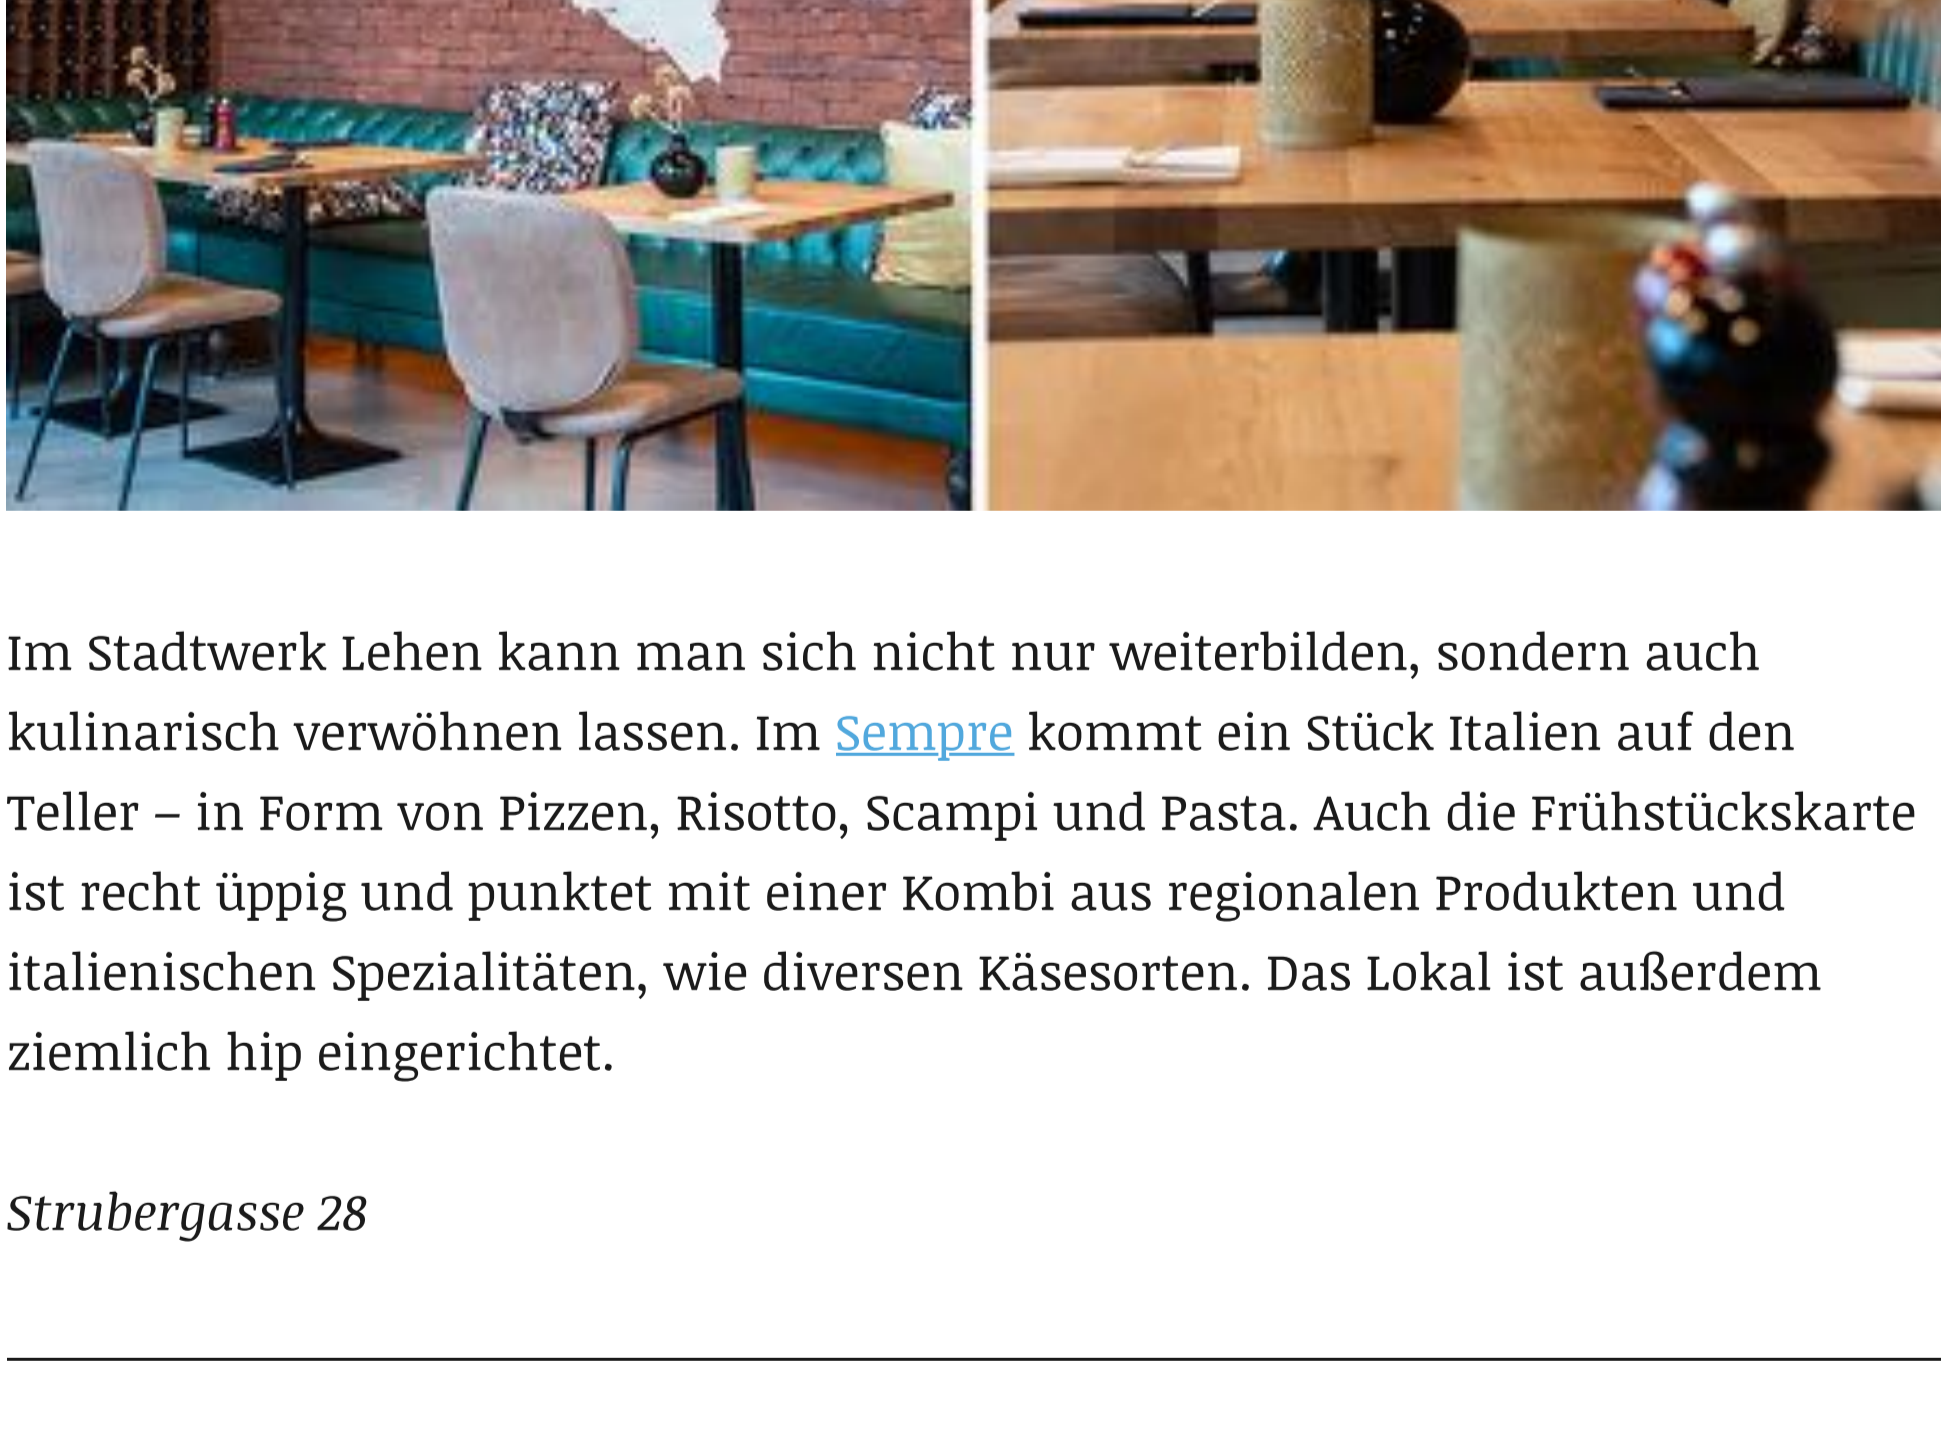 Im Stadtwerk Lehen kann man sich nicht nur weiterbilden, sondern auch
kulinarisch verwöhnen lassen. Im Sempre kommt ein Stück Italien auf den
Teller – in Form von Pizzen, Risotto, Scampi und Pasta. Auch die Frühstückskarte
ist recht üppig und punktet mit einer Kombi aus regionalen Produkten und
italienischen Spezialitäten, wie diversen Käsesorten. Das Lokal ist außerdem
ziemlich hip eingerichtet.
Strubergasse 28